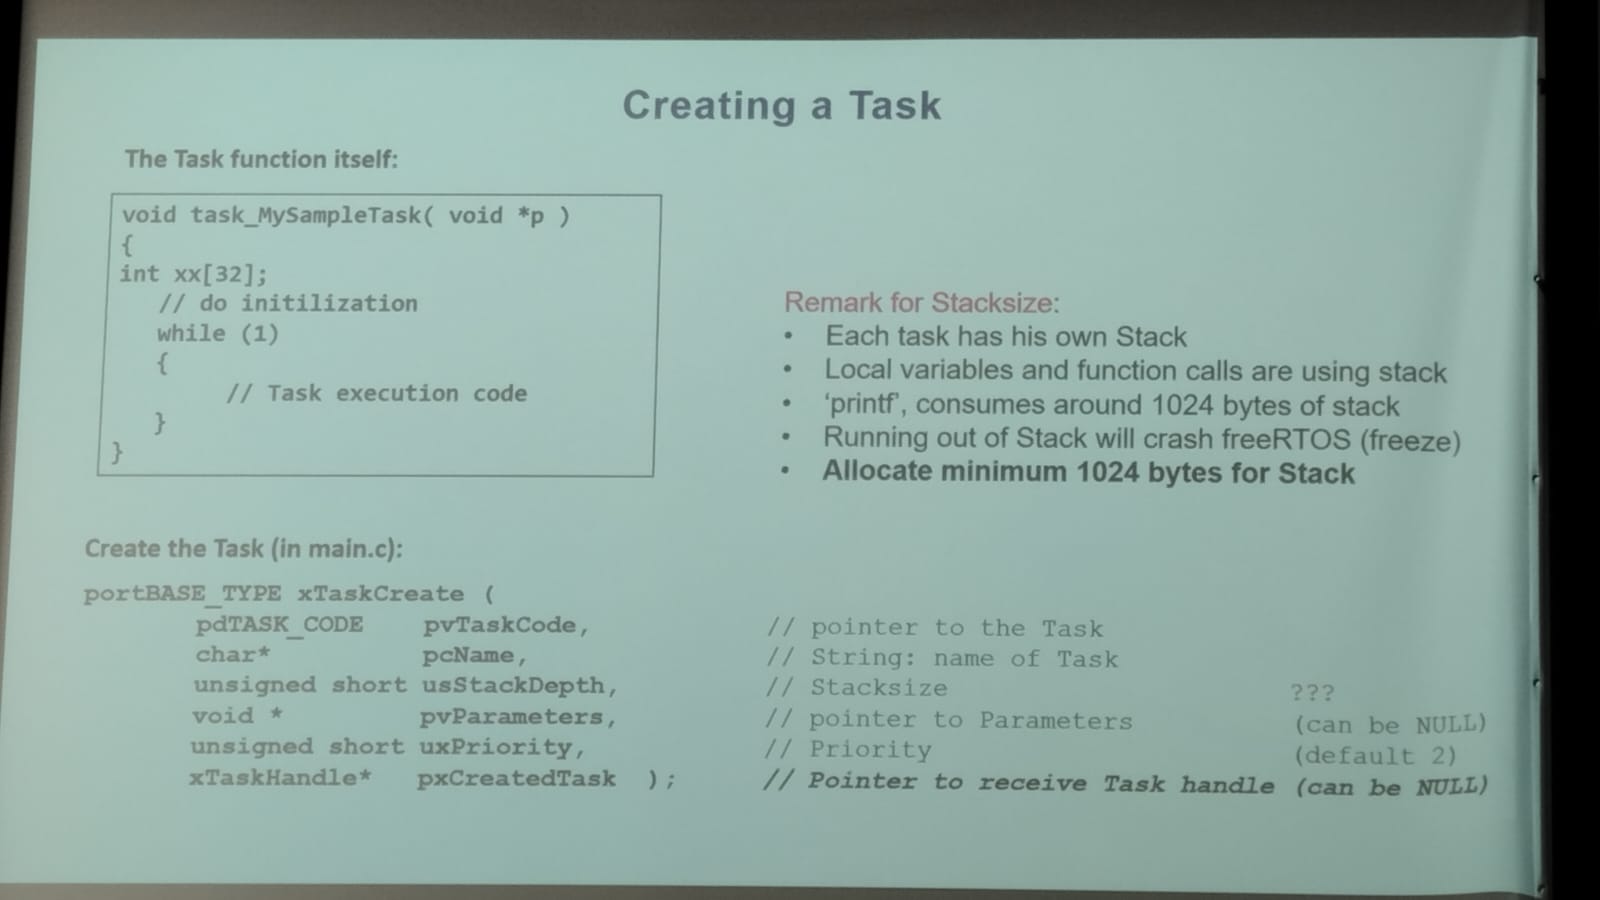 Creating a Task
The Task function itself:
void task_MySampleTask( void *p )
{
int xx[32];
// do initilization
while (1)
{
// Task execution code
}
}
Remark for Stacksize:
• Each task has his own Stack
• Local variables and function calls are using stack
• ‘printf’, consumes around 1024 bytes of stack
• Running out of Stack will crash freeRTOS (freeze)
• Allocate minimum 1024 bytes for Stack
Create the Task (in main.c):
portBASE_TYPE xTaskCreate (
pdTASK_CODE pvTaskCode, // pointer to the Task
char* pcName, // String: name of Task
unsigned short usStackDepth, // Stacksize ???
void * pvParameters, // pointer to Parameters (can be NULL)
unsigned short uxPriority, // Priority (default 2)
xTaskHandle* pxCreatedTask ); // Pointer to receive Task handle (can be NULL)